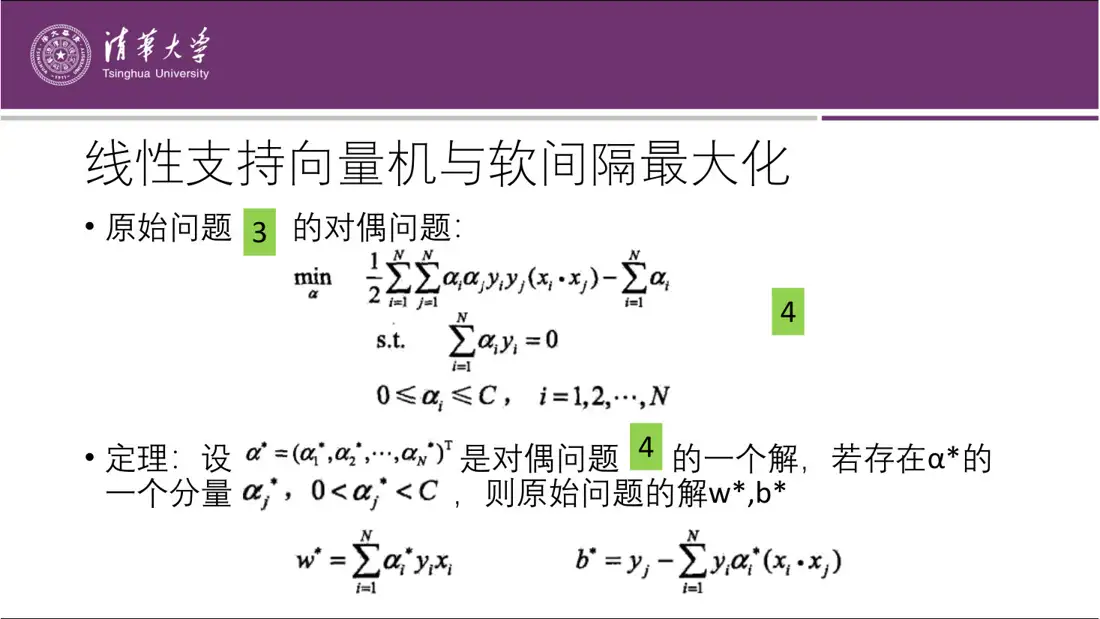 清华大学
Tsinghua University
线性支持向量机与软间隔最大化
• 原始问题 3 的对偶问题：
min_α 1/2 ∑_{i=1}^{N} ∑_{j=1}^{N} α_i α_j y_i y_j (x_i · x_j) − ∑_{i=1}^{N} α_i
4
s.t. ∑_{i=1}^{N} α_i y_i = 0
0 ≤ α_i ≤ C， i = 1,2,⋯,N
• 定理：设 α* = (α_1*, α_2*, ⋯, α_N*)^T 是对偶问题 4 的一个解，若存在α*的
一个分量 α_j*，0 < α_j* < C ，则原始问题的解w*,b*
w* = ∑_{i=1}^{N} α_i* y_i x_i b* = y_j − ∑_{i=1}^{N} y_i α_i* (x_i · x_j)